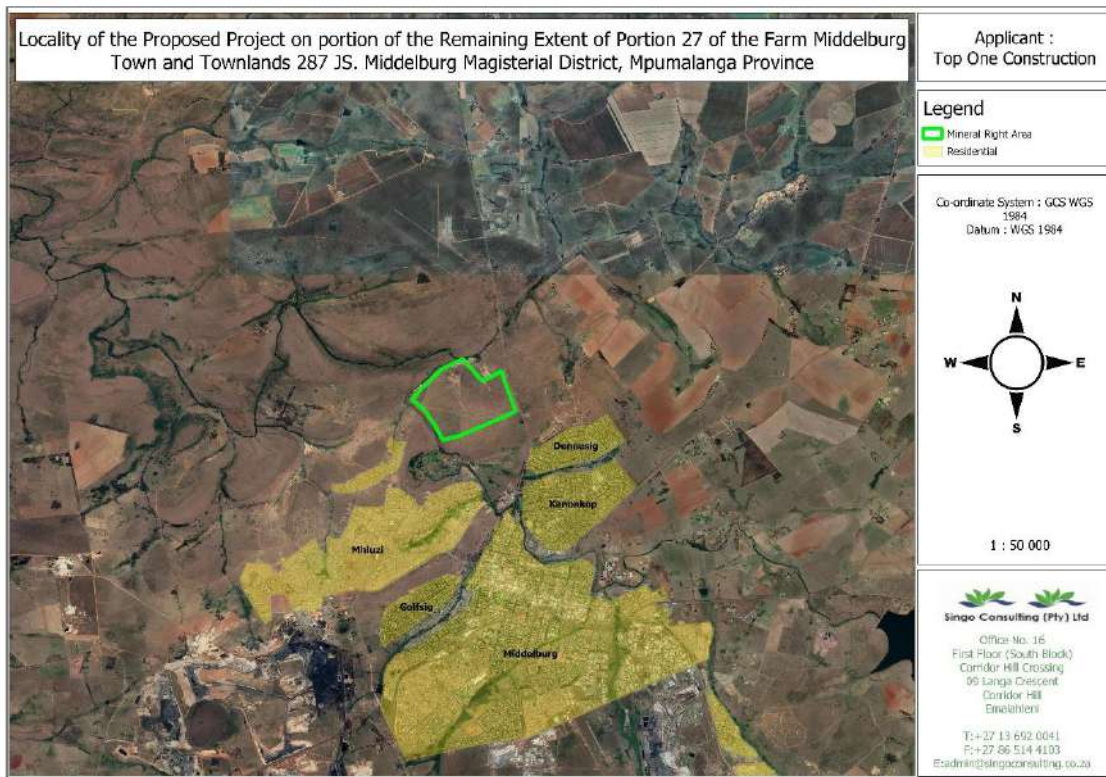 Locality of the Proposed Project on portion of the Remaining Extent of Portion 27 of the Farm Middelburg
Town and Townlands 287 JS. Middelburg Magisterial District, Mpumalanga Province
Applicant :
Top One Construction
Legend
Mineral Right Area
Residential
Co-ordinate System : GCS WGS
1984
Datum : WGS 1984
N
W
E
S
1 : 50 000
Dennesig
Kanonkop
Mhluzi
Golfsig
Middelburg
Singo Consulting (Pty) Ltd
Office No. 16
First Floor (South Block)
Corridor Hill Crossing
09 Langa Crescent
Corridor Hill
Emalahleni
T:+27 13 692 0041
F:+27 86 514 4103
E:admin@singoconsulting.co.za